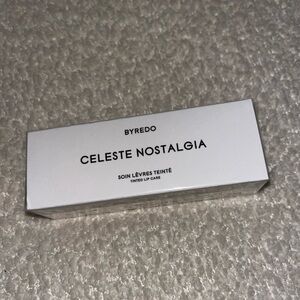 BYREDO
CELESTE NOSTALGIA
SOIN LÈVRES TEINTÉ
TINTED LIP CARE